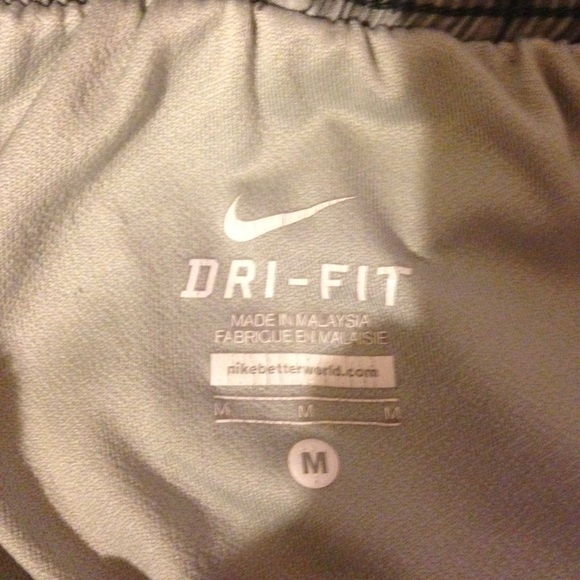 DRI-FIT
MADE IN MALAYSIA
FABRIQUE EN MALAISIE
nikebetterworld.com
M M M
M